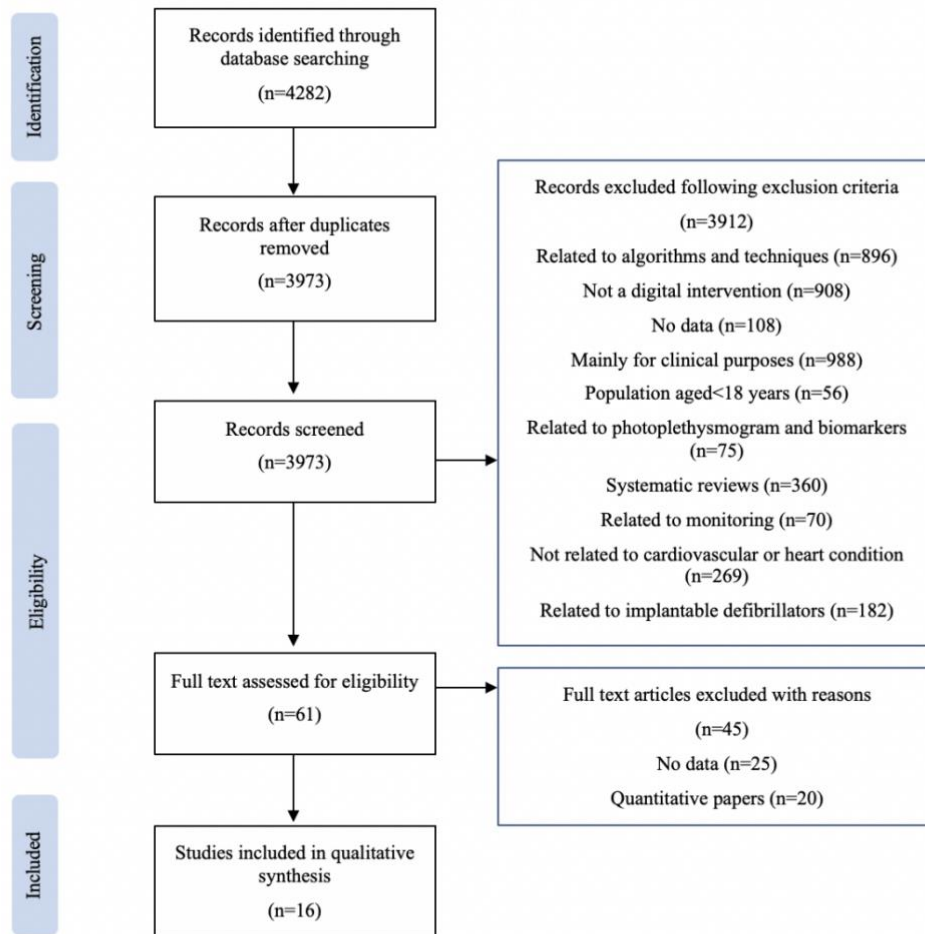 Identification
Records identified through
database searching
(n=4282)
Screening
Records after duplicates
removed
(n=3973)
Records excluded following exclusion criteria
(n=3912)
Related to algorithms and techniques (n=896)
Not a digital intervention (n=908)
No data (n=108)
Mainly for clinical purposes (n=988)
Population aged<18 years (n=56)
Related to photoplethysmogram and biomarkers
(n=75)
Systematic reviews (n=360)
Related to monitoring (n=70)
Not related to cardiovascular or heart condition
(n=269)
Related to implantable defibrillators (n=182)
Eligibility
Records screened
(n=3973)
Full text assessed for eligibility
(n=61)
Full text articles excluded with reasons
(n=45)
No data (n=25)
Quantitative papers (n=20)
Included
Studies included in qualitative
synthesis
(n=16)